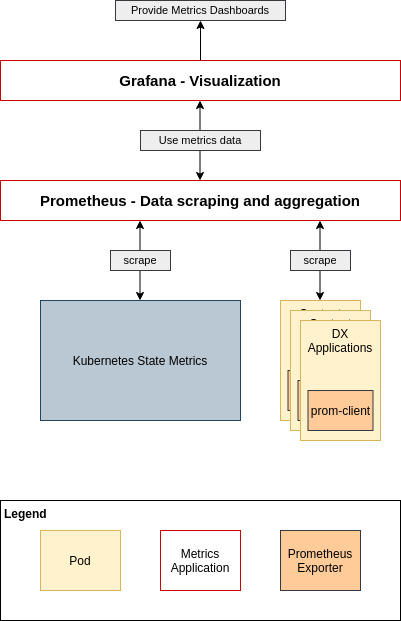 Provide Metrics Dashboards
Grafana - Visualization
Use metrics data
Prometheus - Data scraping and aggregation
scrape
scrape
Kubernetes State Metrics
DX
Applications
prom-client
Legend
Pod
Metrics
Application
Prometheus
Exporter